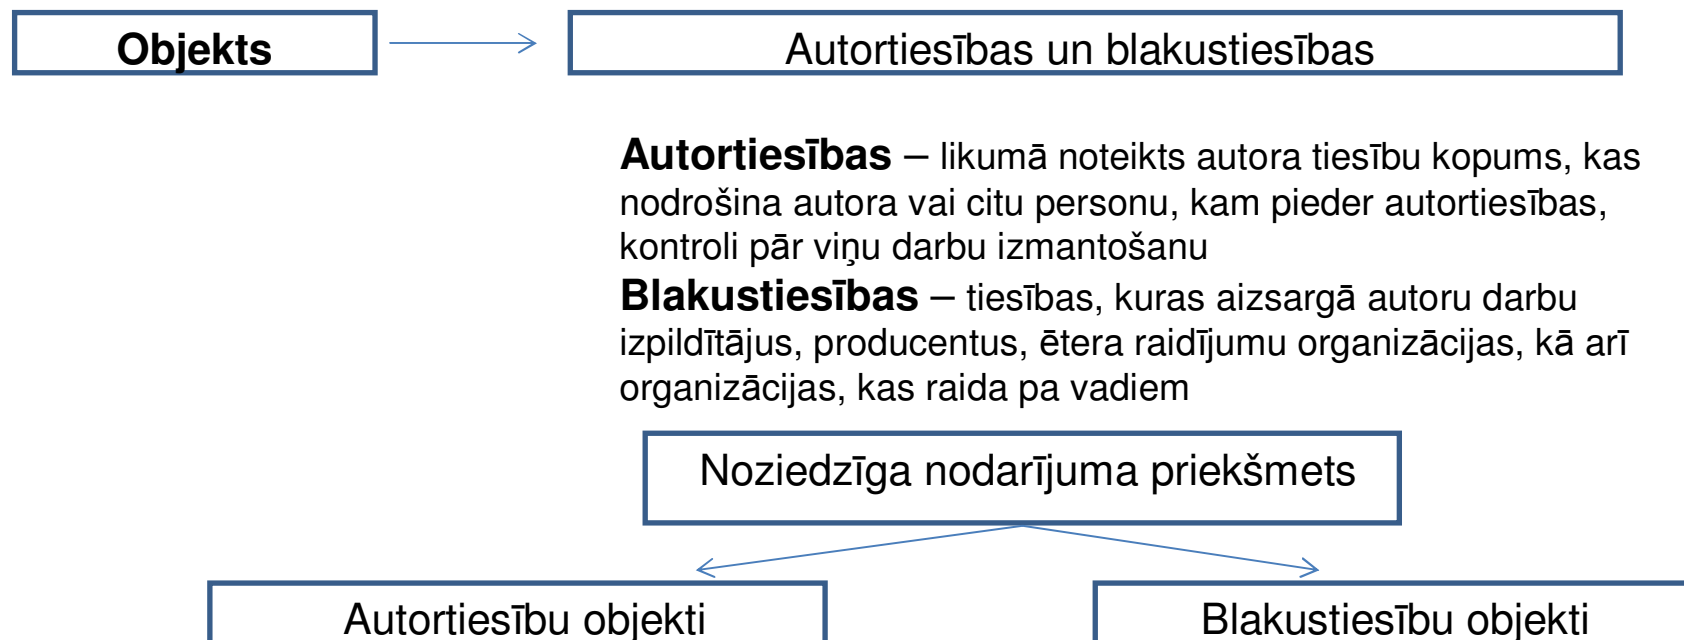 Objekts
Autortiesības un blakustiesības
Autortiesības – likumā noteikts autora tiesību kopums, kas
nodrošina autora vai citu personu, kam pieder autortiesības,
kontroli pār viņu darbu izmantošanu
Blakustiesības – tiesības, kuras aizsargā autoru darbu
izpildītājus, producentus, ētera raidījumu organizācijas, kā arī
organizācijas, kas raida pa vadiem
Noziedzīga nodarījuma priekšmets
Autortiesību objekti
Blakustiesību objekti